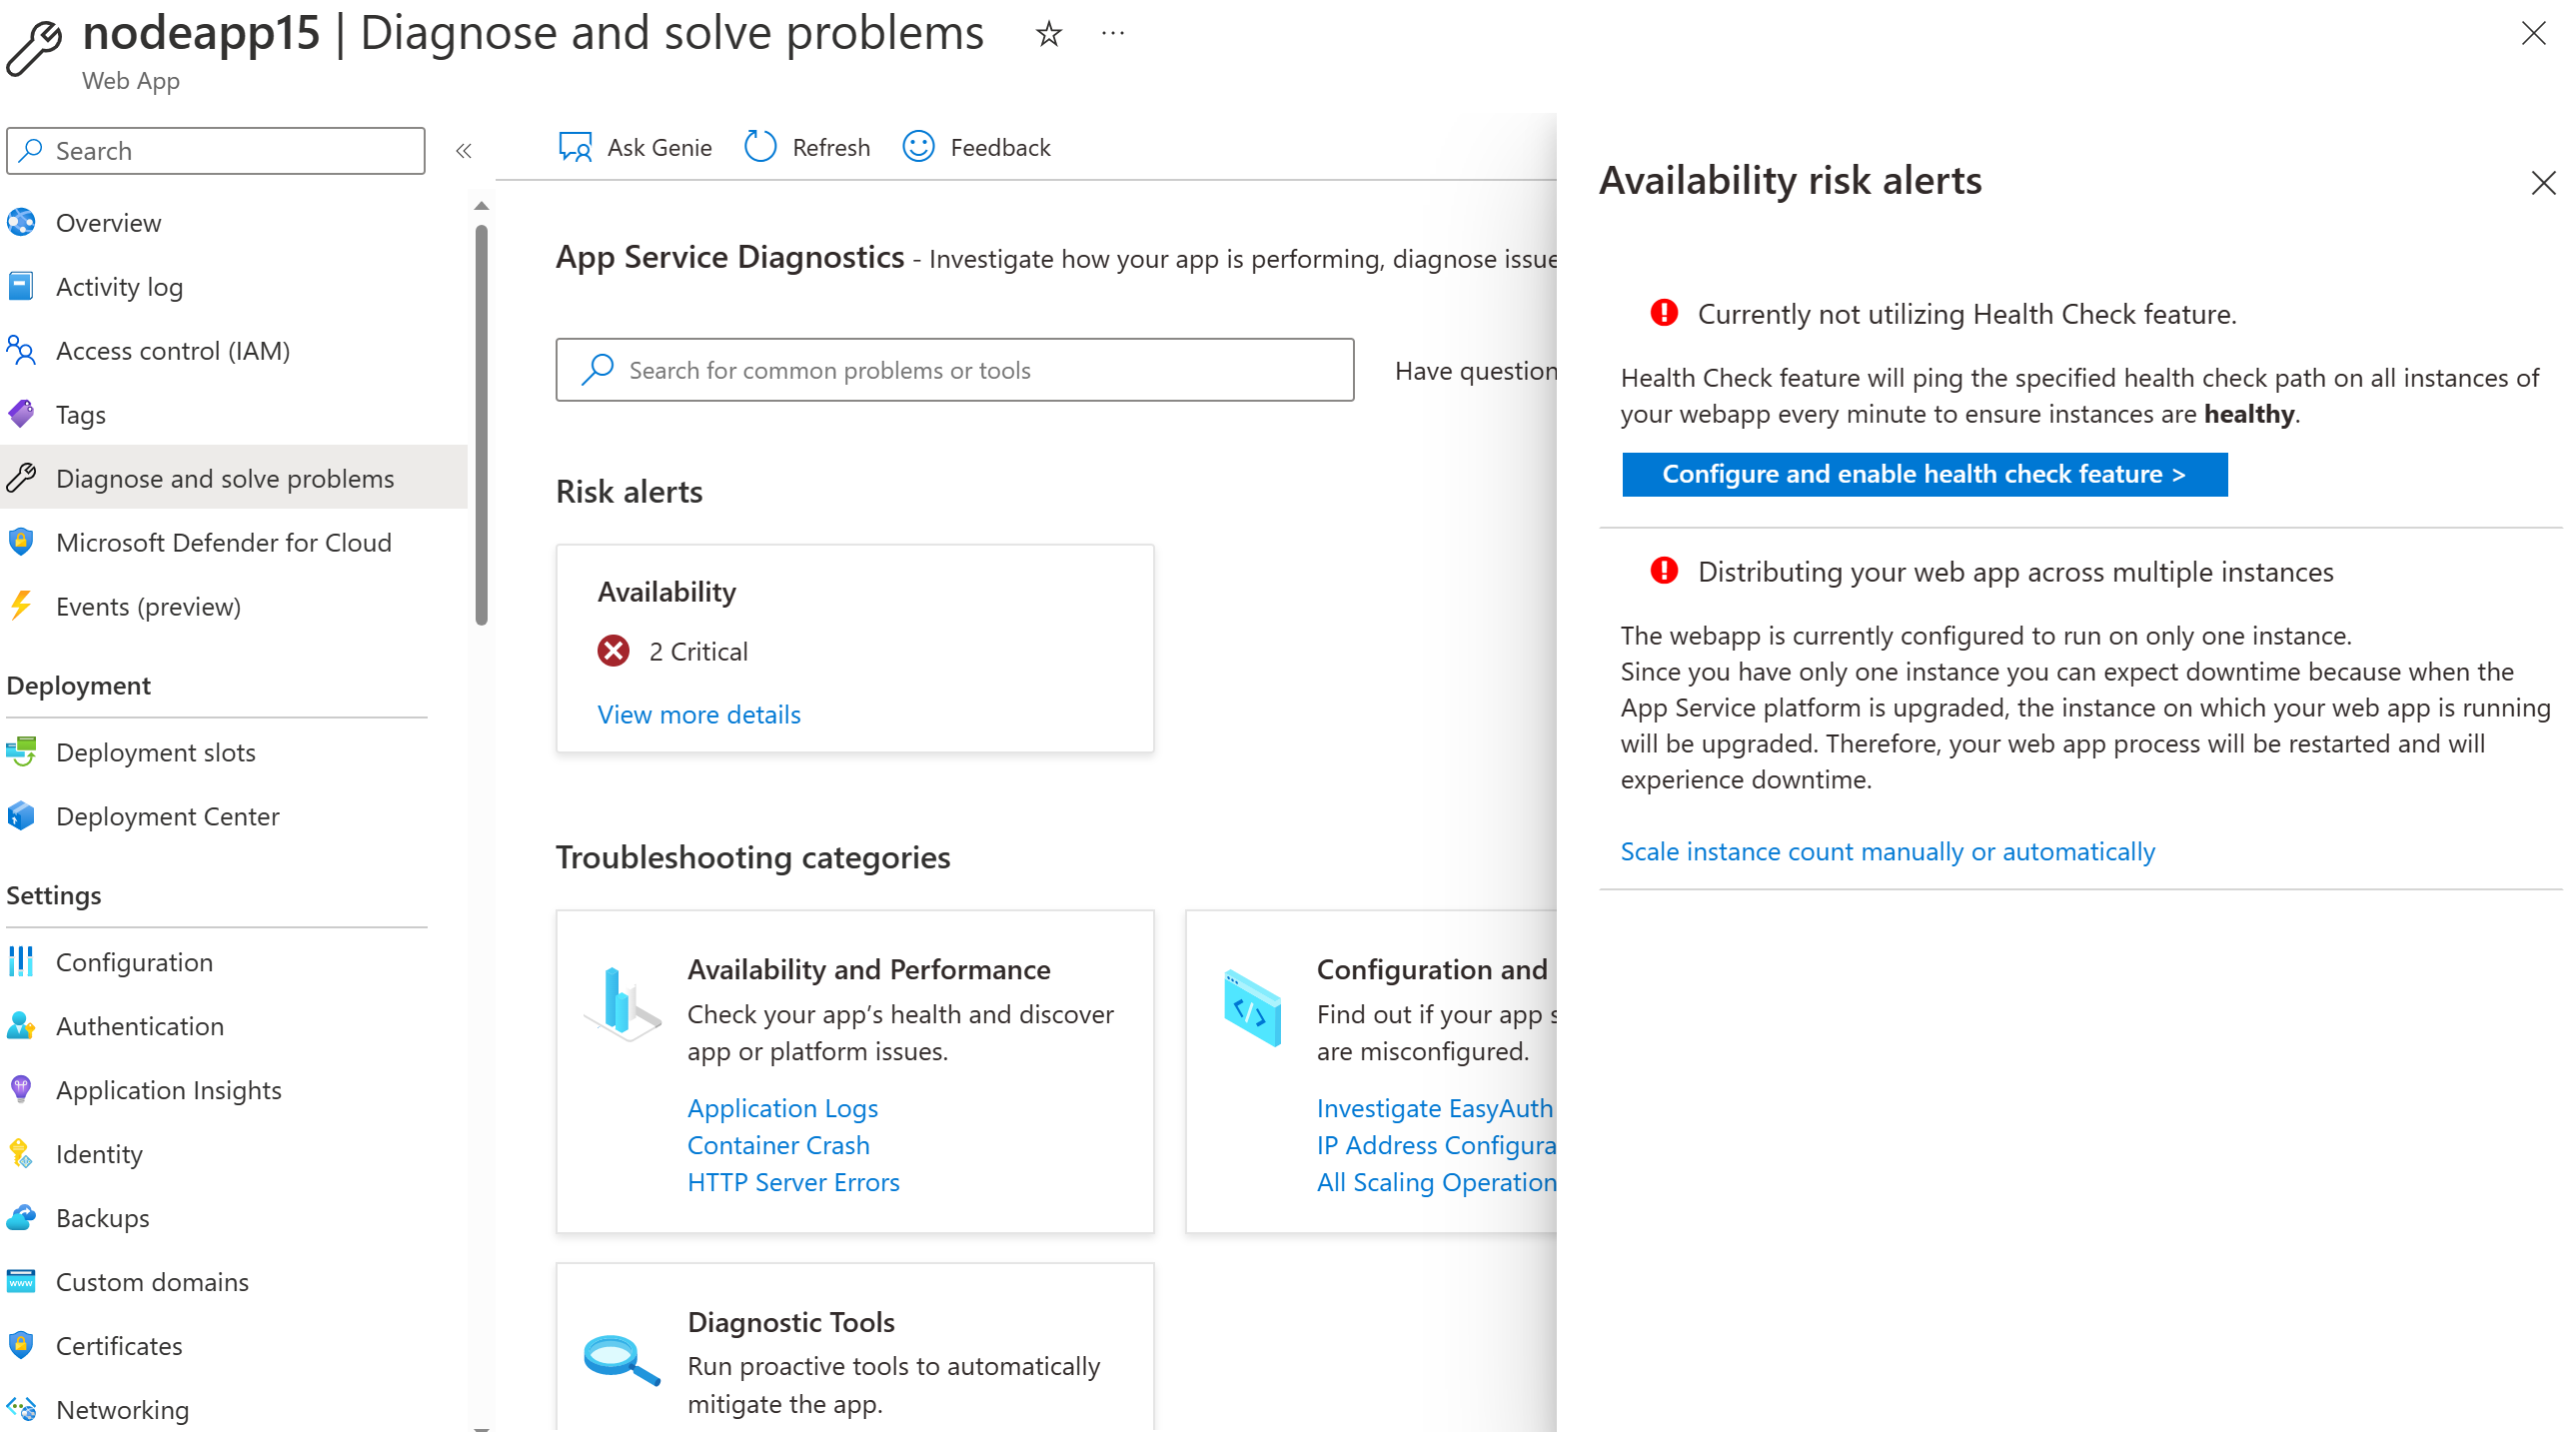 nodeapp15 | Diagnose and solve problems
Web App
Search
Overview
Activity log
Access control (IAM)
Tags
Diagnose and solve problems
Microsoft Defender for Cloud
Events (preview)
Deployment
Deployment slots
Deployment Center
Settings
Configuration
Authentication
Application Insights
Identity
Backups
Custom domains
Certificates
Networking
Ask Genie
Refresh
Feedback
App Service Diagnostics - Investigate how your app is performing, diagnose issue
Search for common problems or tools
Have question
Risk alerts
Availability
2 Critical
View more details
Troubleshooting categories
Availability and Performance
Check your app’s health and discover
app or platform issues.
Application Logs
Container Crash
HTTP Server Errors
Configuration and
Find out if your app s
are misconfigured.
Investigate EasyAuth
IP Address Configura
All Scaling Operation
Diagnostic Tools
Run proactive tools to automatically
mitigate the app.
Availability risk alerts
Currently not utilizing Health Check feature.
Health Check feature will ping the specified health check path on all instances of
your webapp every minute to ensure instances are healthy.
Configure and enable health check feature >
Distributing your web app across multiple instances
The webapp is currently configured to run on only one instance.
Since you have only one instance you can expect downtime because when the
App Service platform is upgraded, the instance on which your web app is running
will be upgraded. Therefore, your web app process will be restarted and will
experience downtime.
Scale instance count manually or automatically